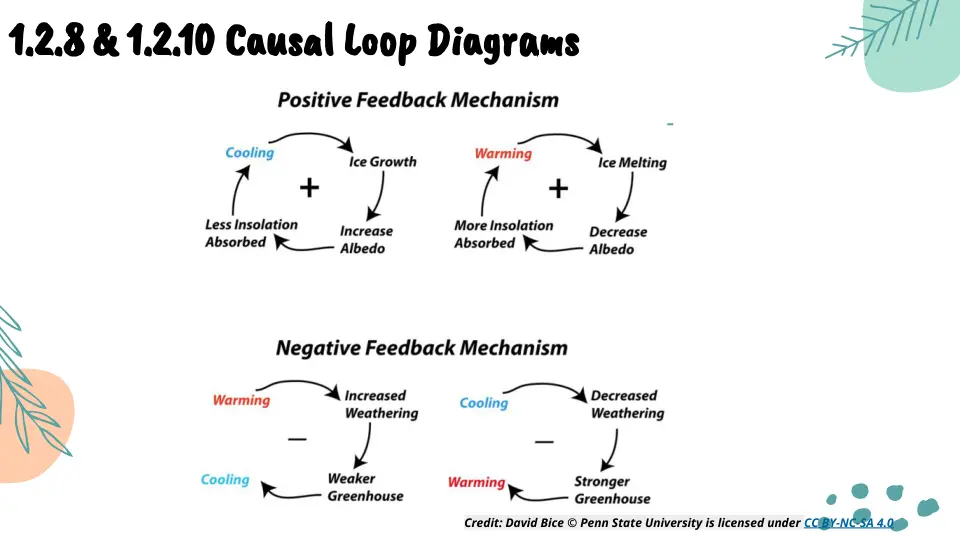 1.2.8 & 1.2.10 Causal Loop Diagrams
Positive Feedback Mechanism
Cooling
Ice Growth
+
Less Insolation
Absorbed
Increase
Albedo
Warming
Ice Melting
+
More Insolation
Absorbed
Decrease
Albedo
Negative Feedback Mechanism
Warming
Increased
Weathering
—
Cooling
Weaker
Greenhouse
Cooling
Decreased
Weathering
—
Warming
Stronger
Greenhouse
Credit: David Bice © Penn State University is licensed under CC BY-NC-SA 4.0